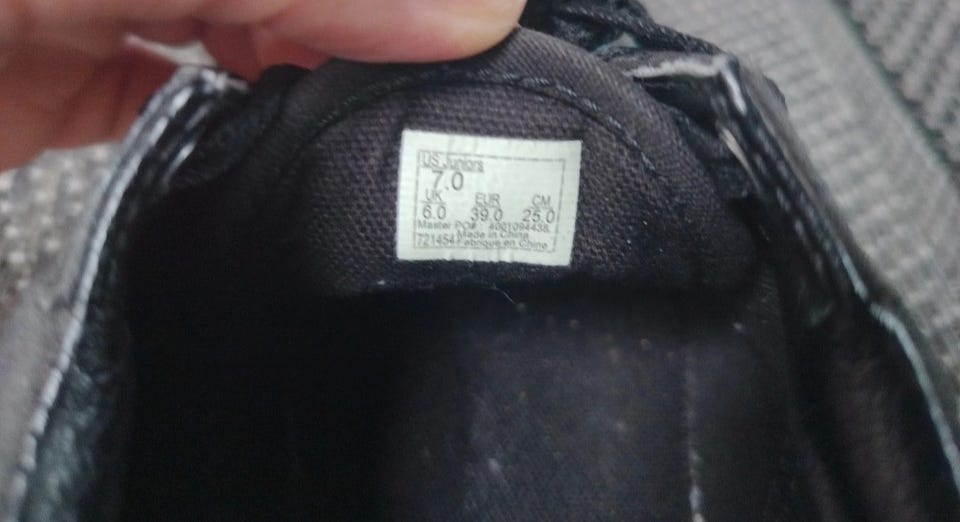 US Juniors
7.0
UK EUR CM
6.0 39.0 25.0
Master PO# : 4001094438
721454 Made in China
Fabrique en Chine